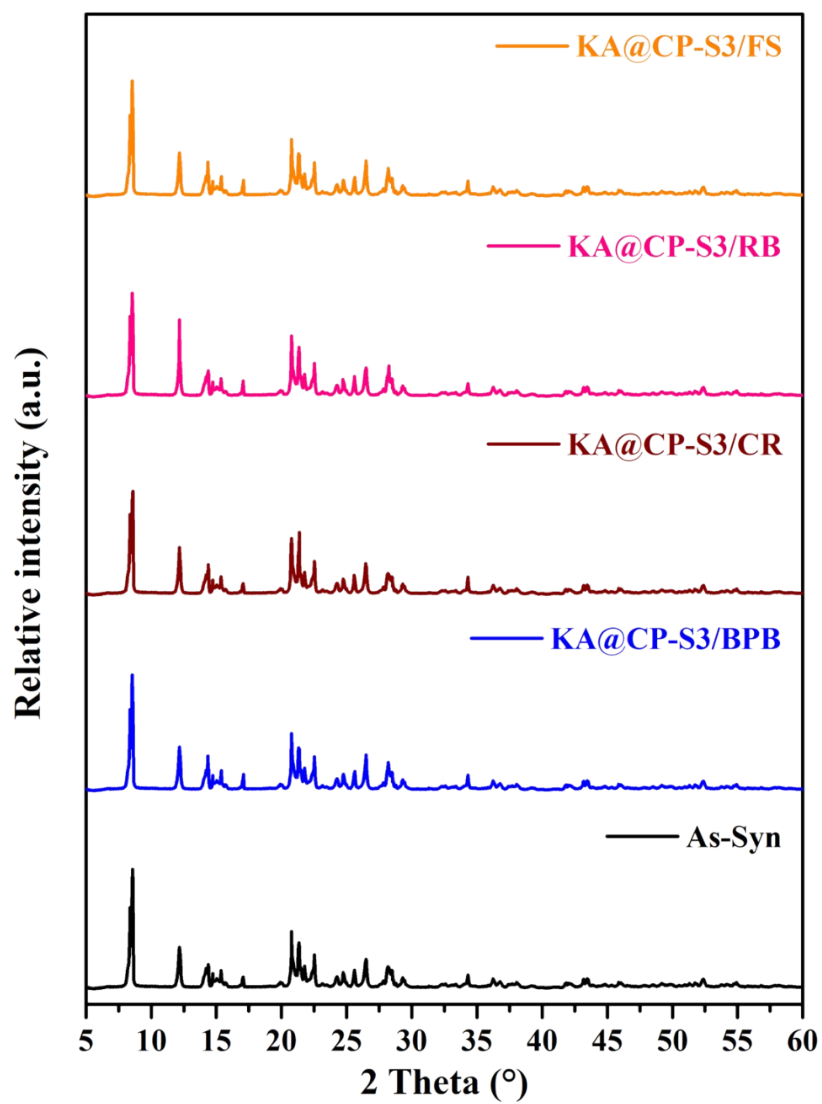 KA@CP-S3/FS
KA@CP-S3/RB
KA@CP-S3/CR
KA@CP-S3/BPB
As-Syn
Relative intensity (a.u.)
5 10 15 20 25 30 35 40 45 50 55 60
2 Theta (°)